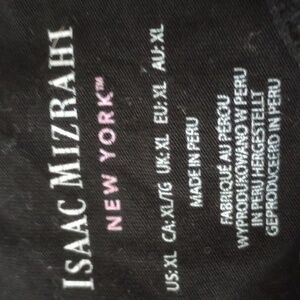 ISAAC MIZRAHI
NEW YORK™
US:XL CA:XL/TG UK:XL EU:XL AU:XL
MADE IN PERU
FABRIQUÉ AU PÉROU
WYPRODUKOWANO W PERU
IN PERU HERGESTELLT
GEPRODUCEERD IN PERU